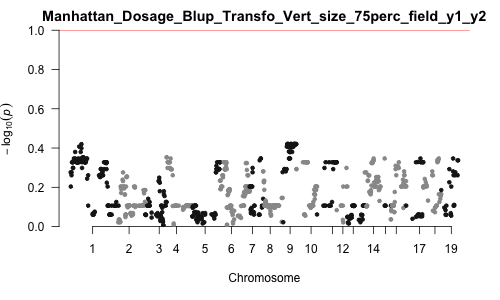 Manhattan_Dosage_Blup_Transfo_Vert_size_75perc_field_y1_y2
1.0
0.8
0.6
0.4
0.2
0.0
− log₁₀(p)
1 2 3 4 5 6 7 8 9 10 12 14 17 19
Chromosome